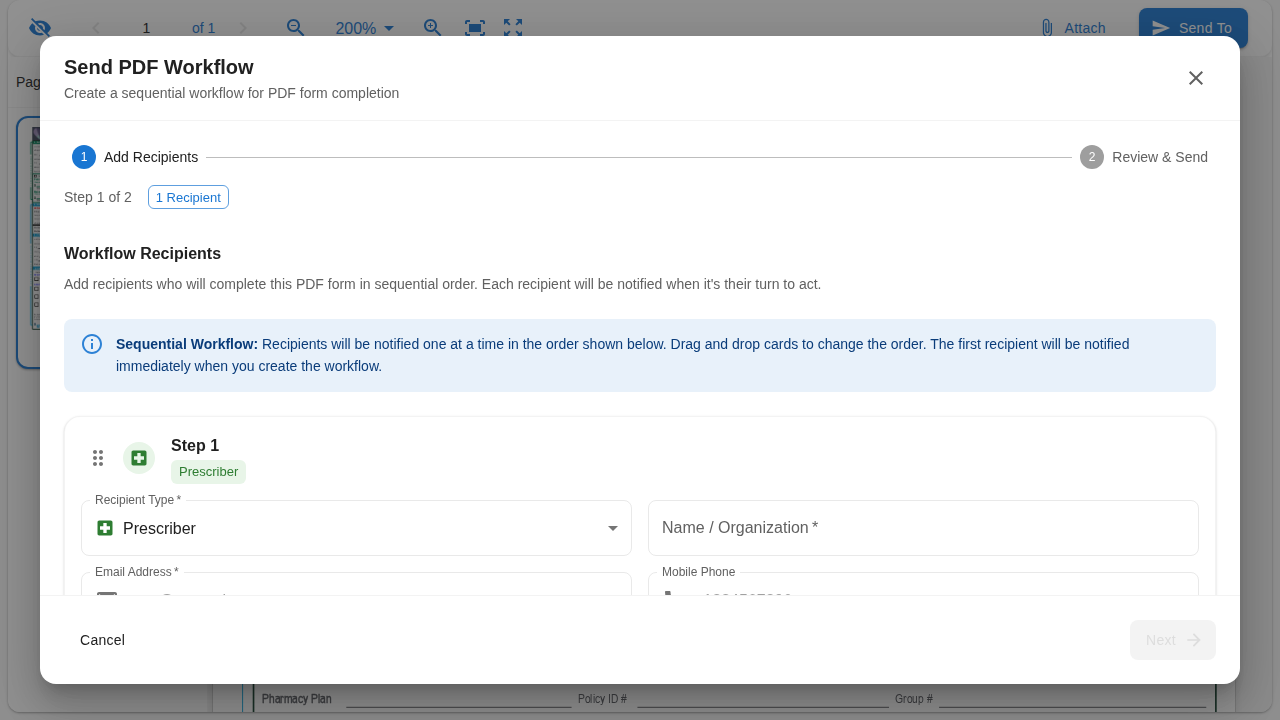 1 of 1 200% Attach Send To
Send PDF Workflow
Create a sequential workflow for PDF form completion
1 Add Recipients 2 Review & Send
Step 1 of 2 1 Recipient
Workflow Recipients
Add recipients who will complete this PDF form in sequential order. Each recipient will be notified when it's their turn to act.
Sequential Workflow: Recipients will be notified one at a time in the order shown below. Drag and drop cards to change the order. The first recipient will be notified
immediately when you create the workflow.
Step 1
Prescriber
Recipient Type *
Prescriber
Name / Organization *
Email Address *
Mobile Phone
Cancel
Next
Pharmacy Plan Policy ID # Group #